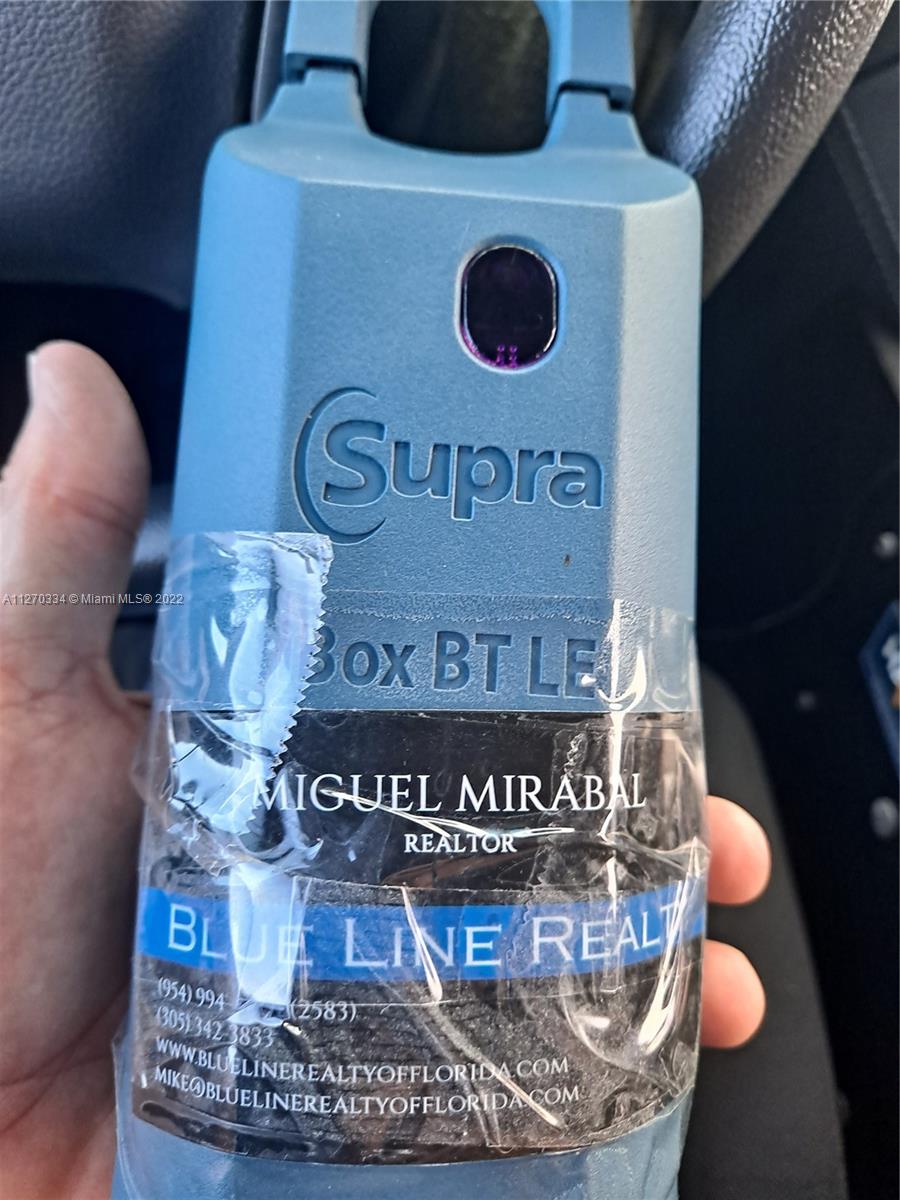 Supra
Box BT LE
A11270334 © Miami MLS® 2022
MIGUEL MIRABAL
REALTOR
BLUE LINE REALT
(954) 994 (2583)
(305) 342 3833
WWW.BLUELINEREALTYOFFLORIDA.COM
MIKE@BLUELINEREALTYOFFLORIDA.COM